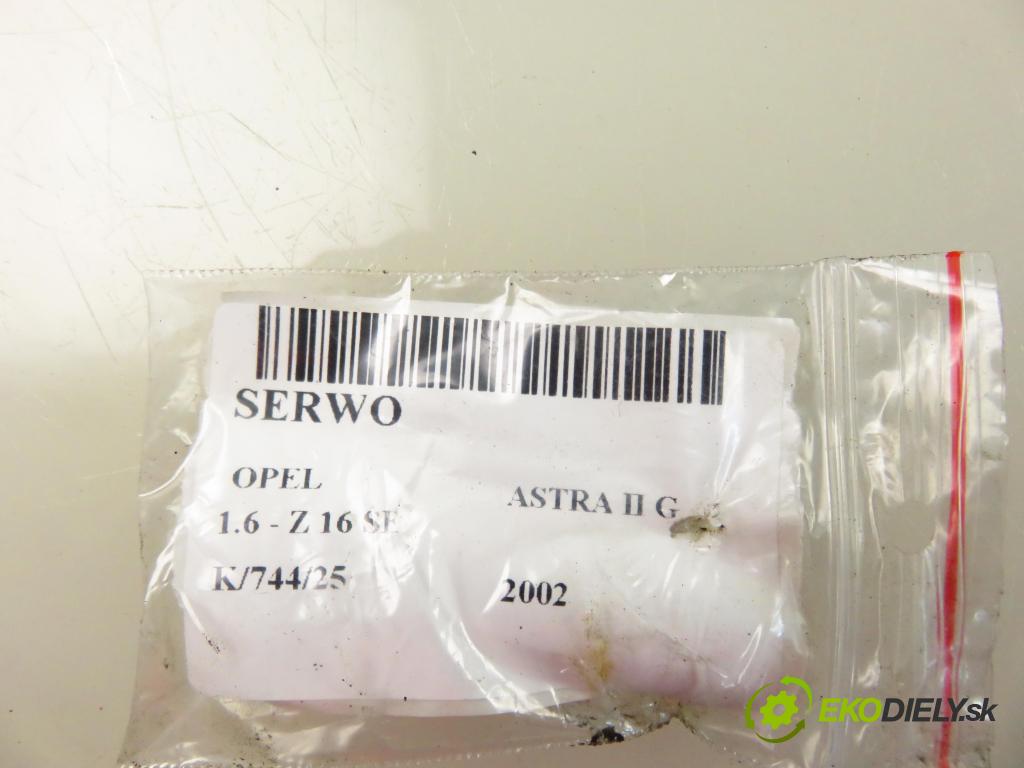 SERWO
OPEL
ASTRA II G
1.6 - Z 16 SE
K/744/25
2002
EKODIELY.sk